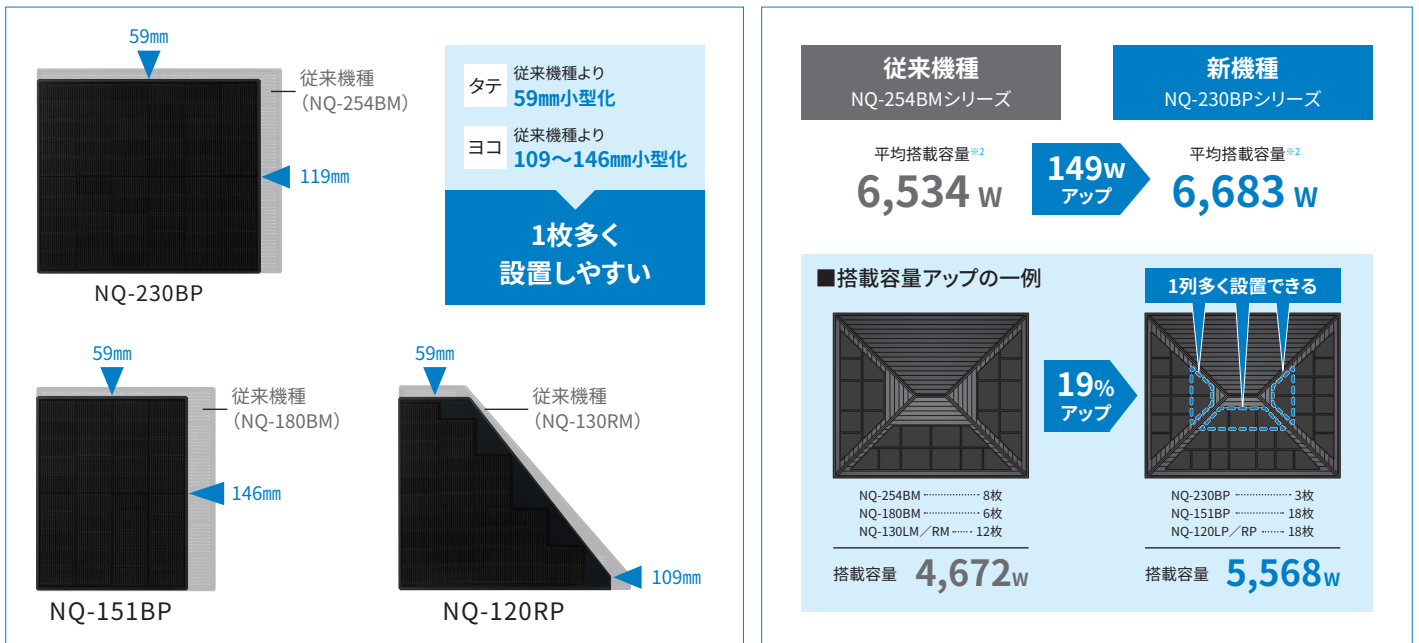 59mm
従来機種
（NQ-254BM）
119mm
NQ-230BP
タテ
従来機種より
59mm小型化
ヨコ
従来機種より
109〜146mm小型化
1枚多く
設置しやすい
59mm
従来機種
（NQ-180BM）
146mm
NQ-151BP
59mm
従来機種
（NQ-130RM）
109mm
NQ-120RP
従来機種
NQ-254BMシリーズ
新機種
NQ-230BPシリーズ
平均搭載容量※2
6,534 W
149W
アップ
平均搭載容量※2
6,683 W
■搭載容量アップの一例
1列多く設置できる
19%
アップ
NQ-254BM 8枚
NQ-180BM 6枚
NQ-130LM／RM 12枚
搭載容量 4,672W
NQ-230BP 3枚
NQ-151BP 18枚
NQ-120LP／RP 18枚
搭載容量 5,568W